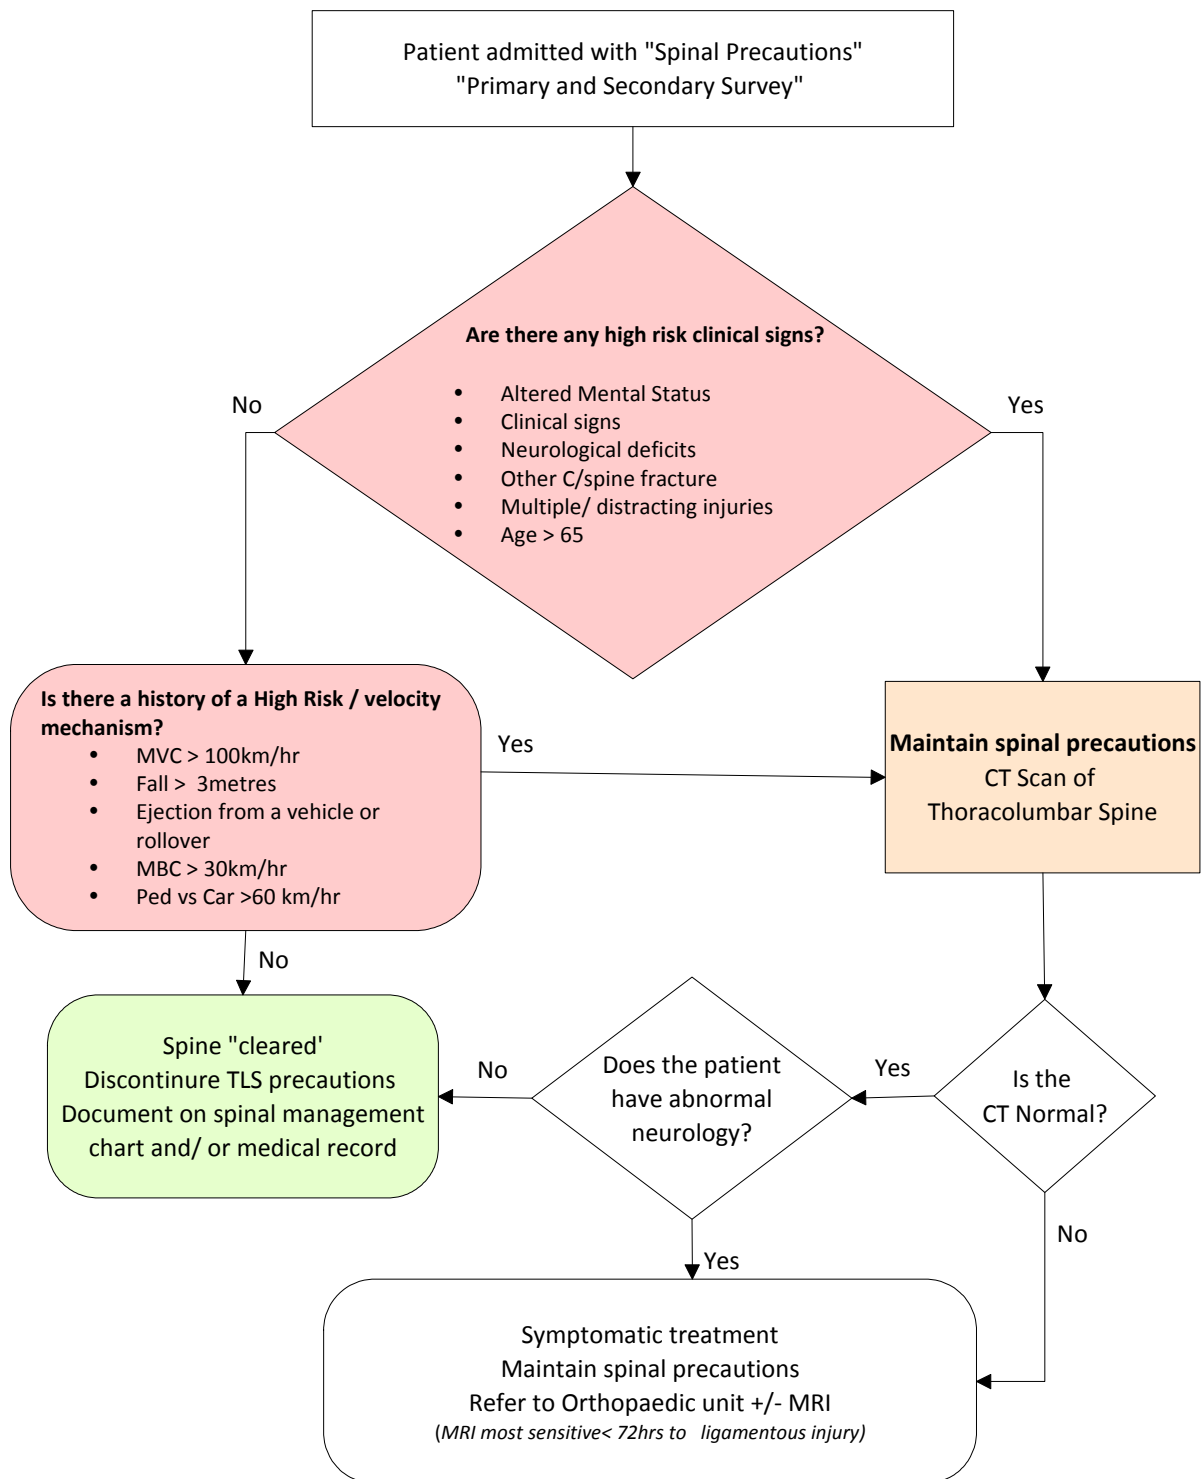 Patient admitted with "Spinal Precautions"
"Primary and Secondary Survey"
Are there any high risk clinical signs?
• Altered Mental Status
• Clinical signs
• Neurological deficits
• Other C/spine fracture
• Multiple/ distracting injuries
• Age > 65
No
Yes
Is there a history of a High Risk / velocity
mechanism?
• MVC > 100km/hr
• Fall > 3metres
• Ejection from a vehicle or
rollover
• MBC > 30km/hr
• Ped vs Car >60 km/hr
Yes
Maintain spinal precautions
CT Scan of
Thoracolumbar Spine
No
Spine "cleared'
Discontinure TLS precautions
Document on spinal management
chart and/ or medical record
No
Does the patient
have abnormal
neurology?
Yes
Is the
CT Normal?
No
Yes
Symptomatic treatment
Maintain spinal precautions
Refer to Orthopaedic unit +/- MRI
(MRI most sensitive< 72hrs to ligamentous injury)